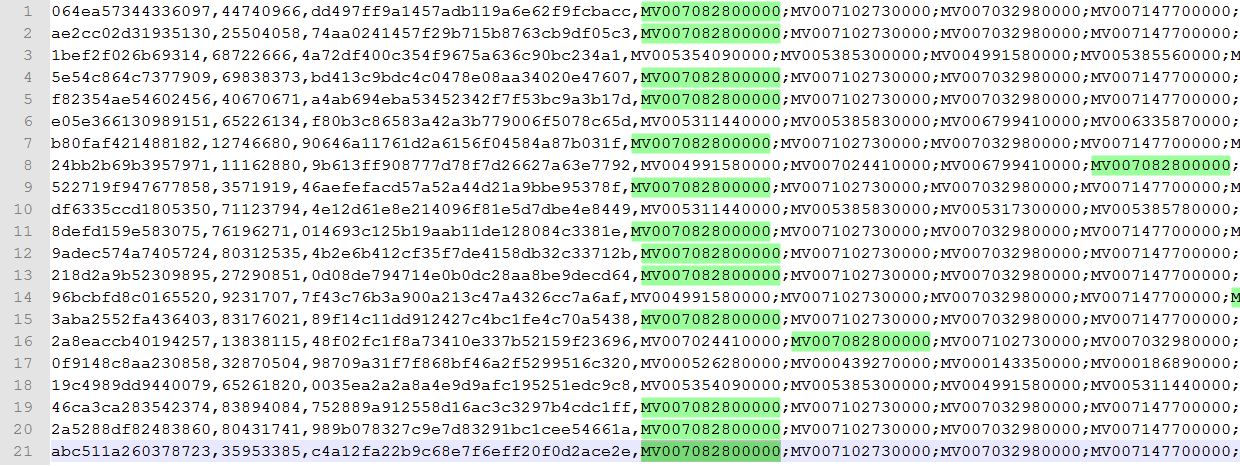 1 064ea57344336097,44740966,dd497ff9a1457adb119a6e62f9fcbacc,MV007082800000;MV007102730000;MV007032980000;MV007147700000;
2 ae2cc02d31935130,25504058,74aa0241457f29b715b8763cb9df05c3,MV007082800000;MV007102730000;MV007032980000;MV007147700000;
3 1bef2f026b69314,68722666,4a72df400c354f9675a636c90bc234a1,MV005354090000;MV005385300000;MV004991580000;MV005385560000;M
4 5e54c864c7377909,69838373,bd413c9bdc4c0478e08aa34020e47607,MV007082800000;MV007102730000;MV007032980000;MV007147700000;
5 f82354ae54602456,40670671,a4ab694eba53452342f7f53bc9a3b17d,MV007082800000;MV007102730000;MV007032980000;MV007147700000;
6 e05e366130989151,65226134,f80b3c86583a42a3b779006f5078c65d,MV005311440000;MV005385830000;MV006799410000;MV006335870000;
7 b80faf421488182,12746680,90646a11761d2a6156f04584a87b031f,MV007082800000;MV007102730000;MV007032980000;MV007147700000;M
8 24bb2b69b3957971,11162880,9b613ff908777d78f7d26627a63e7792,MV004991580000;MV007024410000;MV006799410000;MV007082800000;
9 522719f947677858,3571919,46aefefacd57a52a44d21a9bbe95378f,MV007082800000;MV007102730000;MV007032980000;MV007147700000;M
10 df6335ccd1805350,71123794,4e12d61e8e214096f81e5d7dbe4e8449,MV005311440000;MV005385830000;MV005317300000;MV005385780000;
11 8defd159e583075,76196271,014693c125b19aab11de128084c3381e,MV007082800000;MV007102730000;MV007032980000;MV007147700000;M
12 9adec574a7405724,80312535,4b2e6b412cf35f7de4158db32c33712b,MV007082800000;MV007102730000;MV007032980000;MV007147700000;
13 218d2a9b52309895,27290851,0d08de794714e0b0dc28aa8be9decd64,MV007082800000;MV007102730000;MV007032980000;MV007147700000;
14 96bcbfd8c0165520,9231707,7f43c76b3a900a213c47a4326cc7a6af,MV004991580000;MV007102730000;MV007032980000;MV007147700000;M
15 3aba2552fa436403,83176021,89f14c11dd912427c4bc1fe4c70a5438,MV007082800000;MV007102730000;MV007032980000;MV007147700000;
16 2a8eaccb40194257,13838115,48f02cfc1f8a73410e337b52159f23696,MV007024410000;MV007082800000;MV007102730000;MV007032980000;
17 0f9148c8aa230858,32870504,98709a31f7f868bf46a2f5299516c320,MV000526280000;MV000439270000;MV000143350000;MV000186890000;
18 19c4989dd9440079,65261820,0035ea2a2a8a4e9d9afc195251edc9c8,MV005354090000;MV005385300000;MV004991580000;MV005311440000;
19 46ca3ca283542374,83894084,752889a912558d16ac3c3297b4cdc1ff,MV007082800000;MV007102730000;MV007032980000;MV007147700000;
20 2a5288df82483860,80431741,989b078327c9e7d83291bc1cee54661a,MV007082800000;MV007102730000;MV007032980000;MV007147700000;
21 abc511a260378723,35953385,c4a12fa22b9c68e7f6eff20f0d2ace2e,MV007082800000;MV007102730000;MV007032980000;MV007147700000;